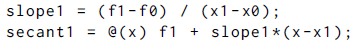 slope1 = (f1-f0) / (x1-x0);
secant1 = @(x) f1 + slope1*(x-x1);